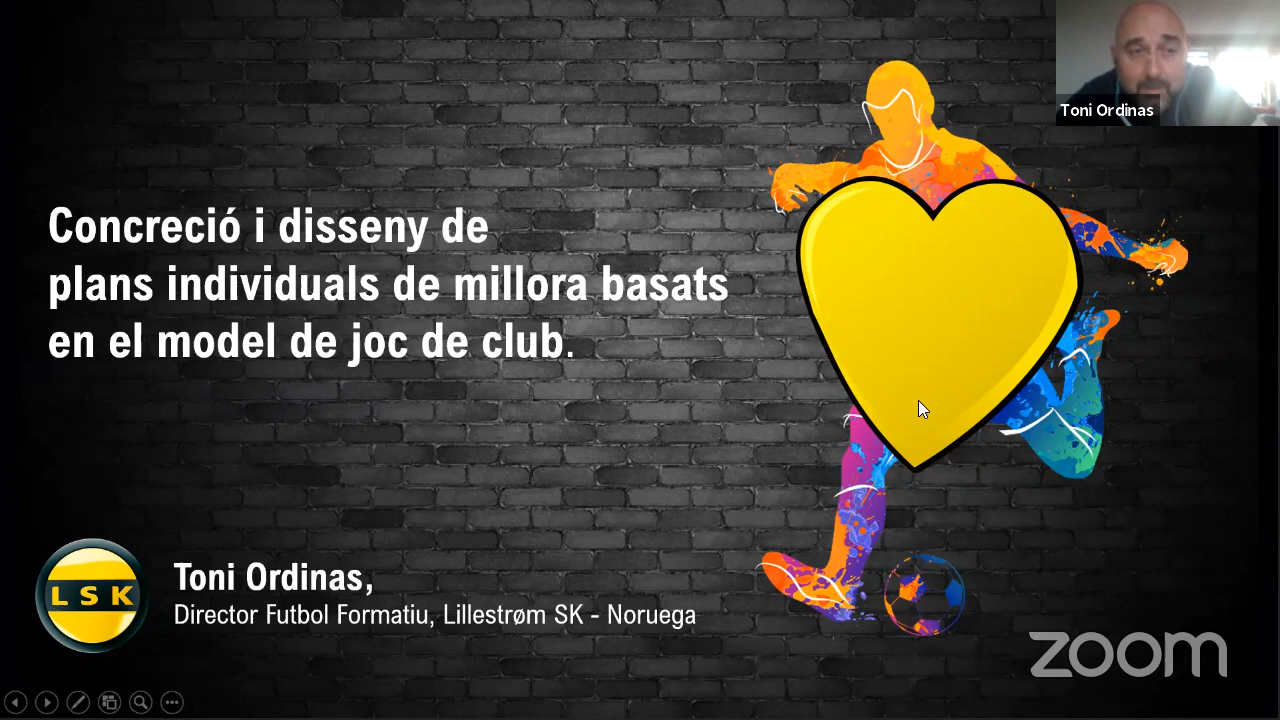 Toni Ordinas
Concreció i disseny de
plans individuals de millora basats
en el model de joc de club.
L S K
Toni Ordinas,
Director Futbol Formatiu, Lillestrøm SK - Noruega
zoom